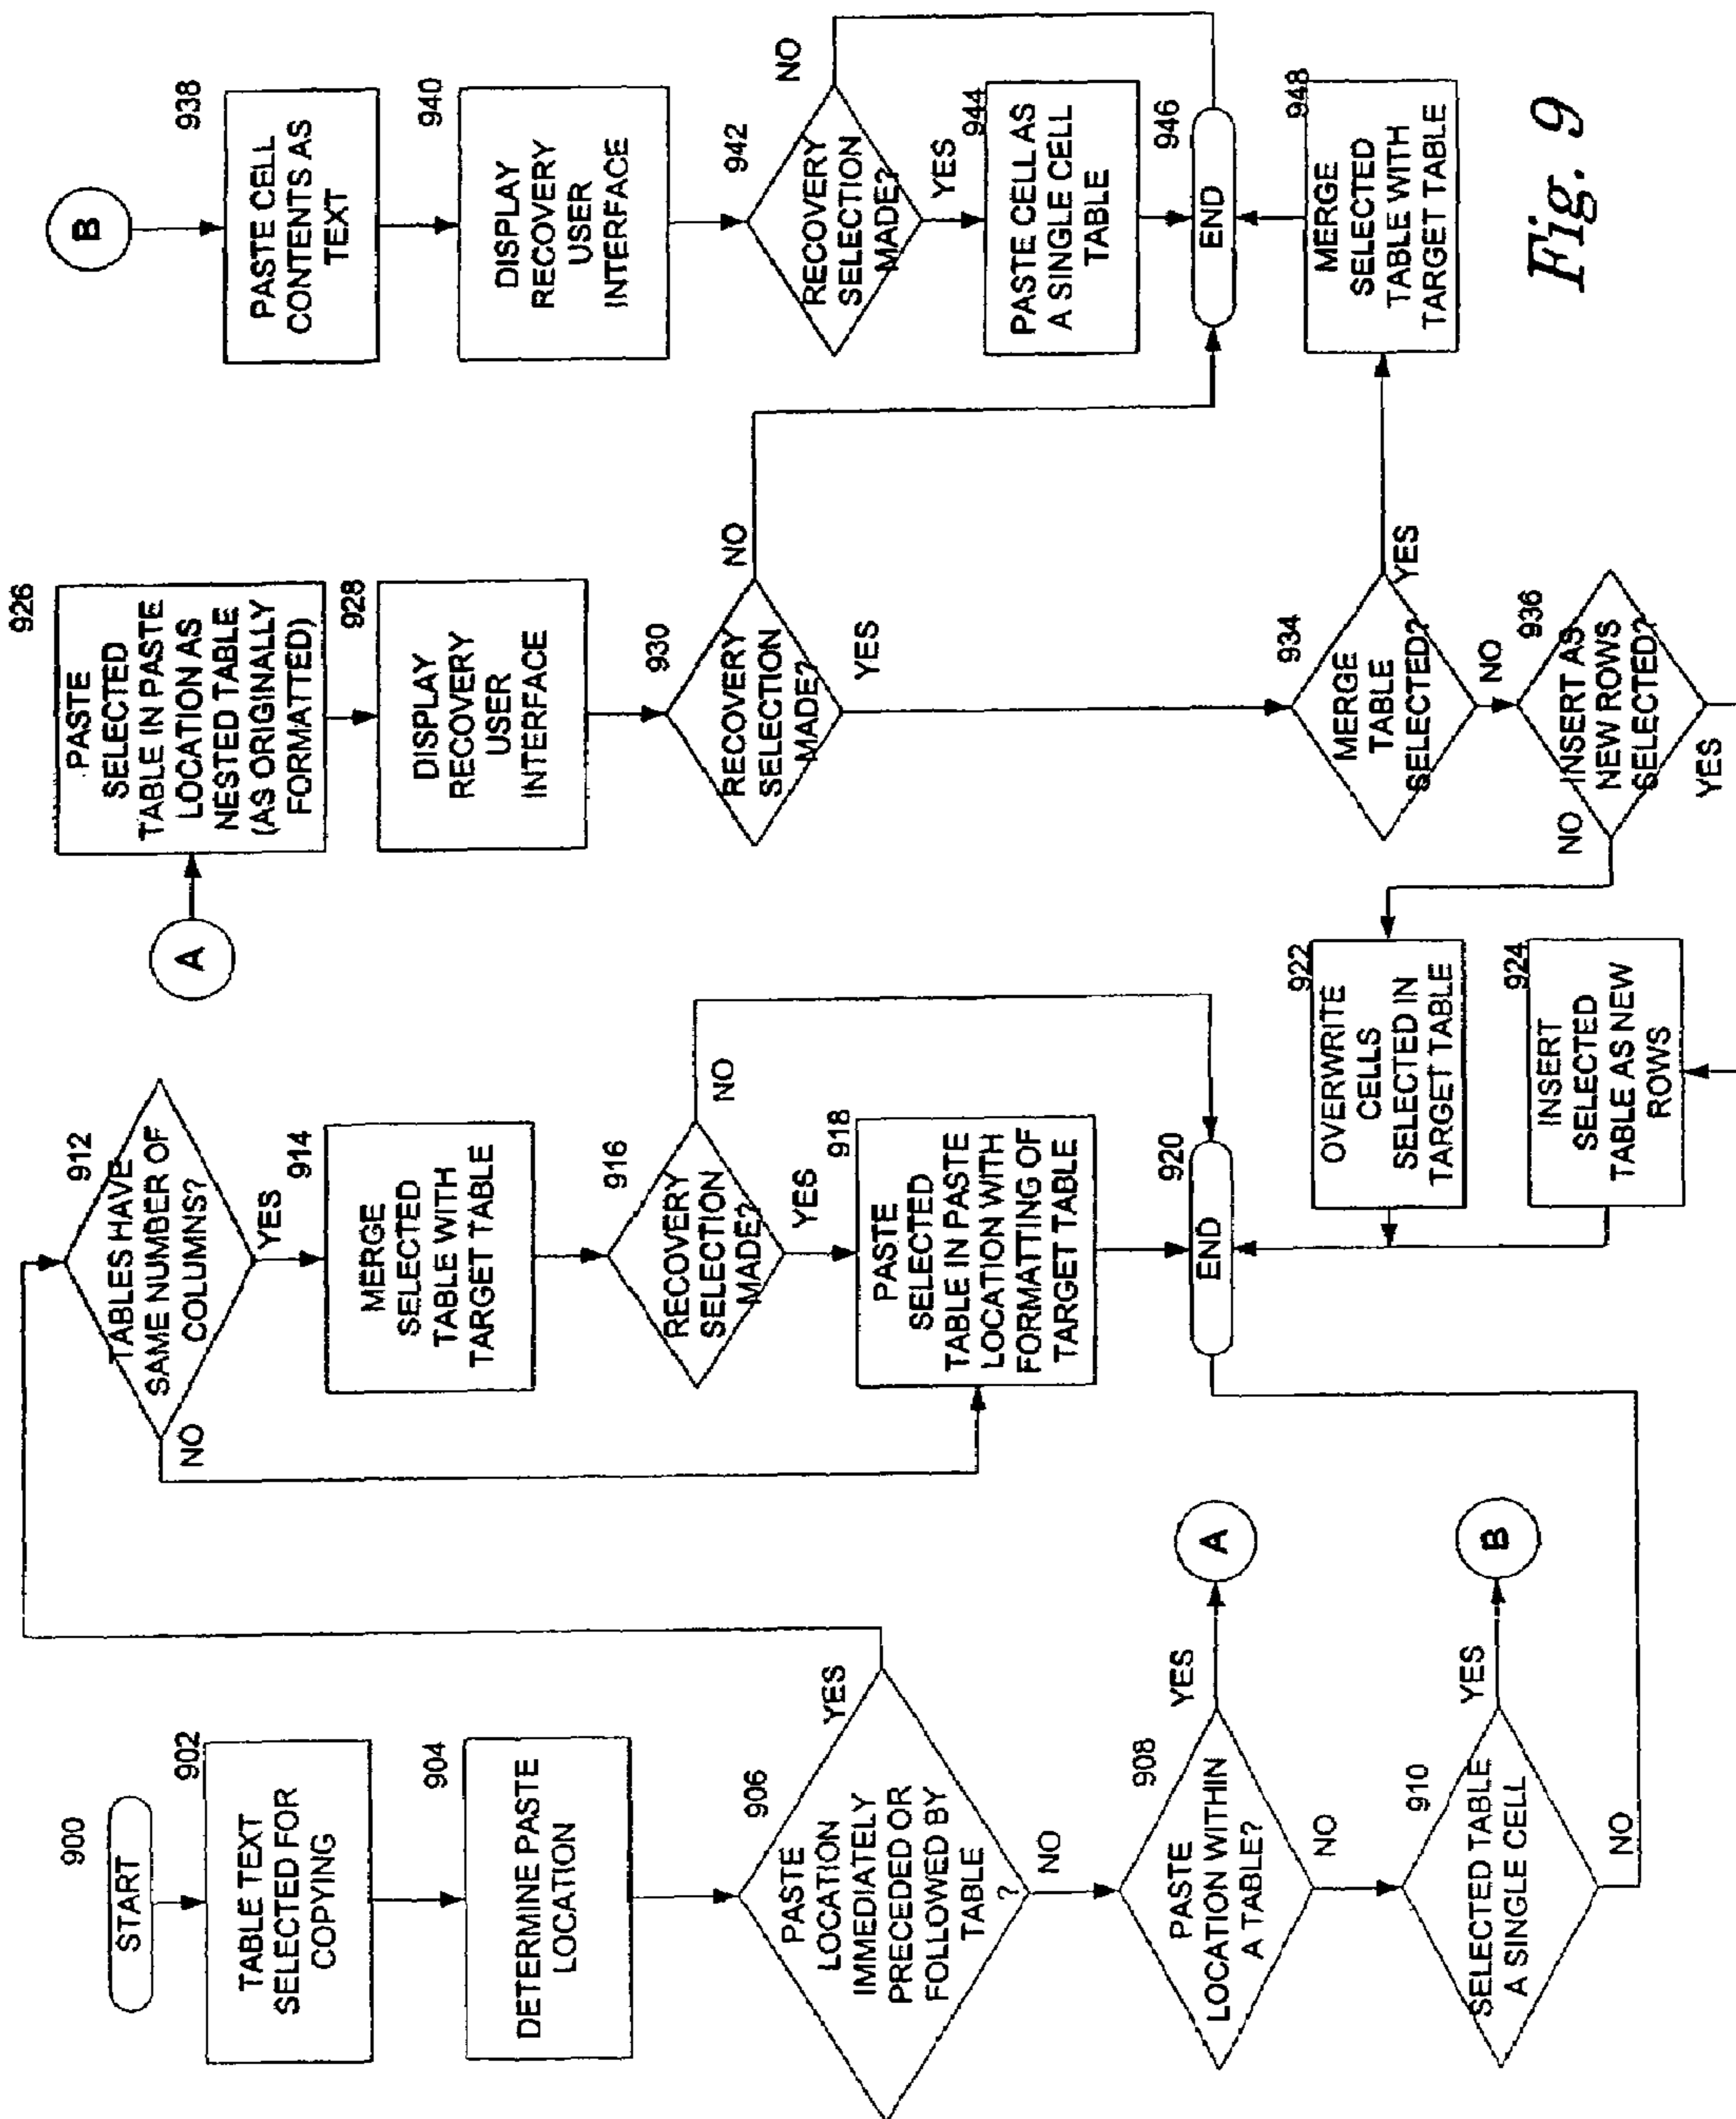 900
START
902
TABLE TEXT
SELECTED FOR
COPYING
904
DETERMINE PASTE
LOCATION
906
PASTE
LOCATION
IMMEDIATELY
PRECEDED OR
FOLLOWED BY
TABLE
?
YES
NO
908
PASTE
LOCATION WITHIN
A TABLE?
YES
A
NO
910
SELECTED TABLE
A SINGLE CELL
YES
B
NO
912
TABLES HAVE
SAME NUMBER OF
COLUMNS?
NO
YES
914
MERGE
SELECTED
TABLE WITH
TARGET TABLE
916
RECOVERY
SELECTION
MADE?
NO
YES
918
PASTE
SELECTED
TABLE IN PASTE
LOCATION WITH
FORMATTING OF
TARGET TABLE
920
END
922
OVERWRITE
CELLS
SELECTED IN
TARGET TABLE
924
INSERT
SELECTED
TABLE AS NEW
ROWS
A
926
PASTE
SELECTED
TABLE IN PASTE
LOCATION AS
NESTED TABLE
(AS ORIGINALLY
FORMATTED)
928
DISPLAY
RECOVERY
USER
INTERFACE
930
RECOVERY
SELECTION
MADE?
NO
YES
934
MERGE
TABLE
SELECTED?
YES
NO
936
INSERT AS
NEW ROWS
SELECTED?
NO
YES
B
938
PASTE CELL
CONTENTS AS
TEXT
940
DISPLAY
RECOVERY
USER
INTERFACE
942
RECOVERY
SELECTION
MADE?
NO
YES
944
PASTE CELL AS
A SINGLE CELL
TABLE
946
END
948
MERGE
SELECTED
TABLE WITH
TARGET TABLE
Fig. 9